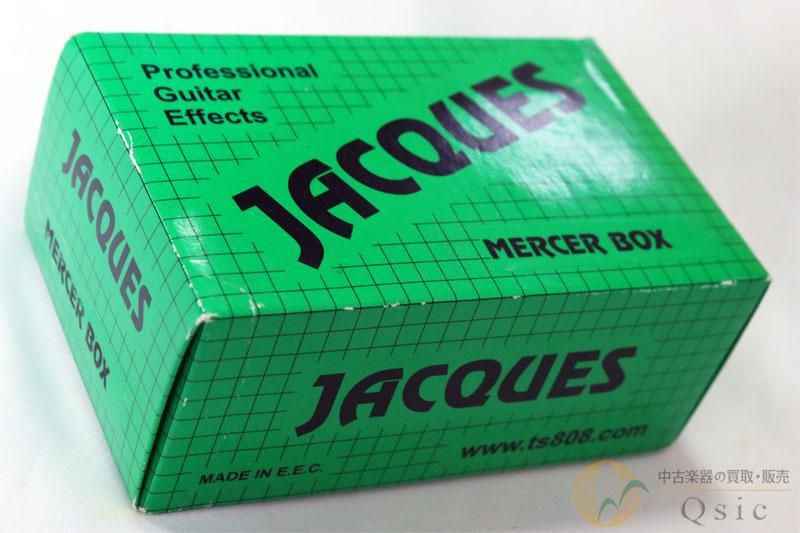 Professional
Guitar
Effects
JACQUES
MERCER BOX
JACQUES
MERCER BOX
JACQUES
www.ts808.com
MADE IN E.E.C.
中古楽器の買取・販売
Qsic